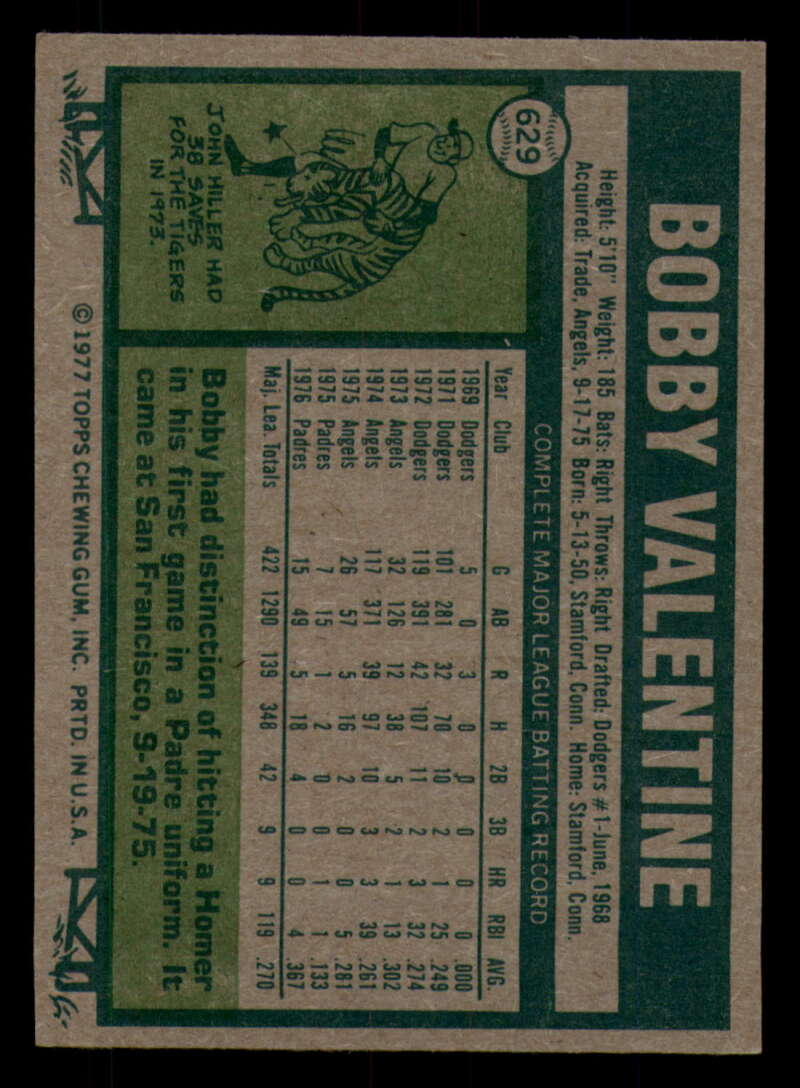 629
BOBBY VALENTINE
Height: 5'10" Weight: 185 Bats: Right Throws: Right Drafted: Dodgers #1-June, 1968
Acquired: Trade, Angels, 9-17-75 Born: 5-13-50, Stamford, Conn. Home: Stamford, Conn.
COMPLETE MAJOR LEAGUE BATTING RECORD
Year Club G AB R H 2B 3B HR RBI AVG.
1969 Dodgers 5 0 3 0 0 0 0 0 .000
1971 Dodgers 101 281 32 70 10 2 1 25 .249
1972 Dodgers 119 391 42 107 11 2 3 32 .274
1973 Angels 32 126 12 38 5 2 1 13 .302
1974 Angels 117 371 39 97 10 3 3 39 .261
1975 Angels 26 57 5 16 2 0 0 5 .281
1975 Padres 7 15 1 2 0 0 1 1 .133
1976 Padres 15 49 5 18 4 0 0 4 .367
Maj. Lea. Totals 422 1290 139 348 42 9 9 119 .270
JOHN HILLER HAD
38 SAVES
FOR THE TIGERS
IN 1973.
Bobby had distinction of hitting a Homer
in his first game in a Padre uniform. It
came at San Francisco, 9-19-75.
©1977 TOPPS CHEWING GUM, INC. PRTD. IN U.S.A.